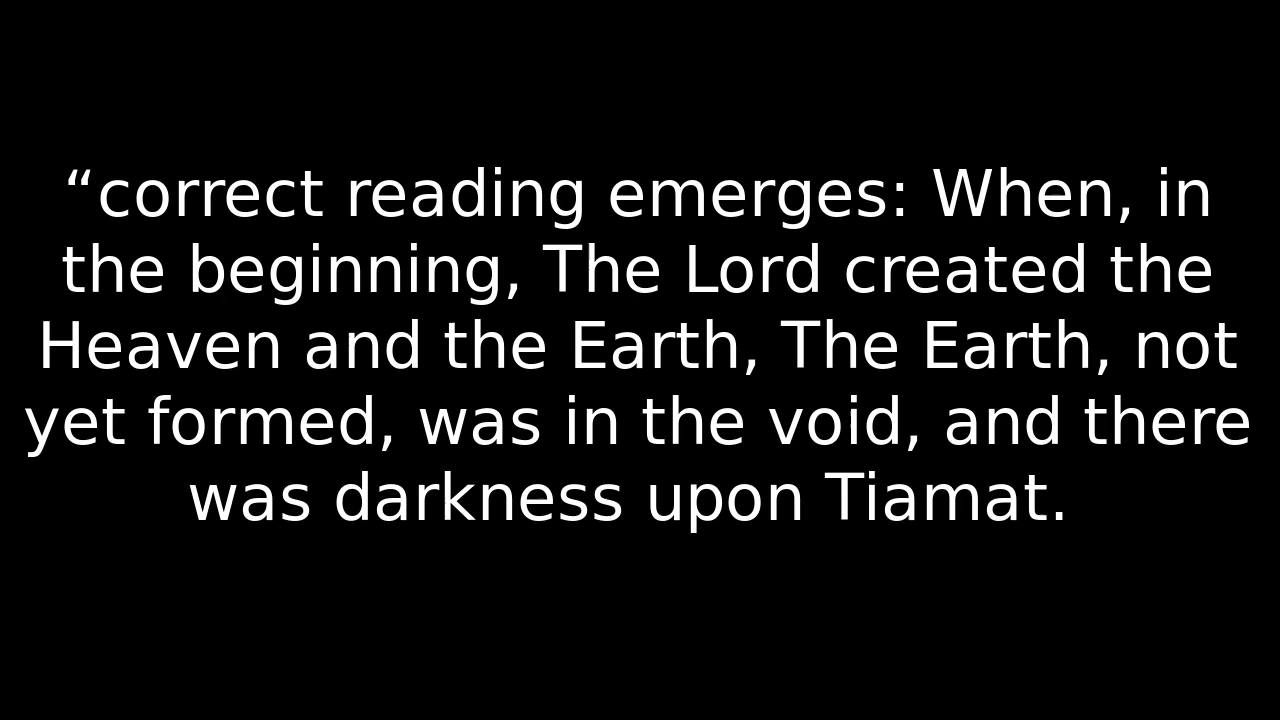 “correct reading emerges: When, in
the beginning, The Lord created the
Heaven and the Earth, The Earth, not
yet formed, was in the void, and there
was darkness upon Tiamat.